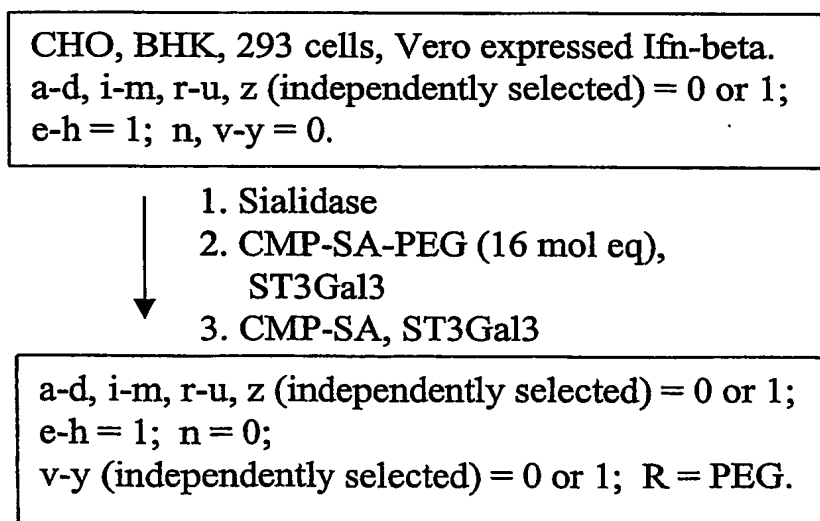 CHO, BHK, 293 cells, Vero expressed Ifn-beta.
a-d, i-m, r-u, z (independently selected) = 0 or 1;
e-h = 1; n, v-y = 0.
1. Sialidase
2. CMP-SA-PEG (16 mol eq),
ST3Gal3
3. CMP-SA, ST3Gal3
a-d, i-m, r-u, z (independently selected) = 0 or 1;
e-h = 1; n = 0;
v-y (independently selected) = 0 or 1; R = PEG.